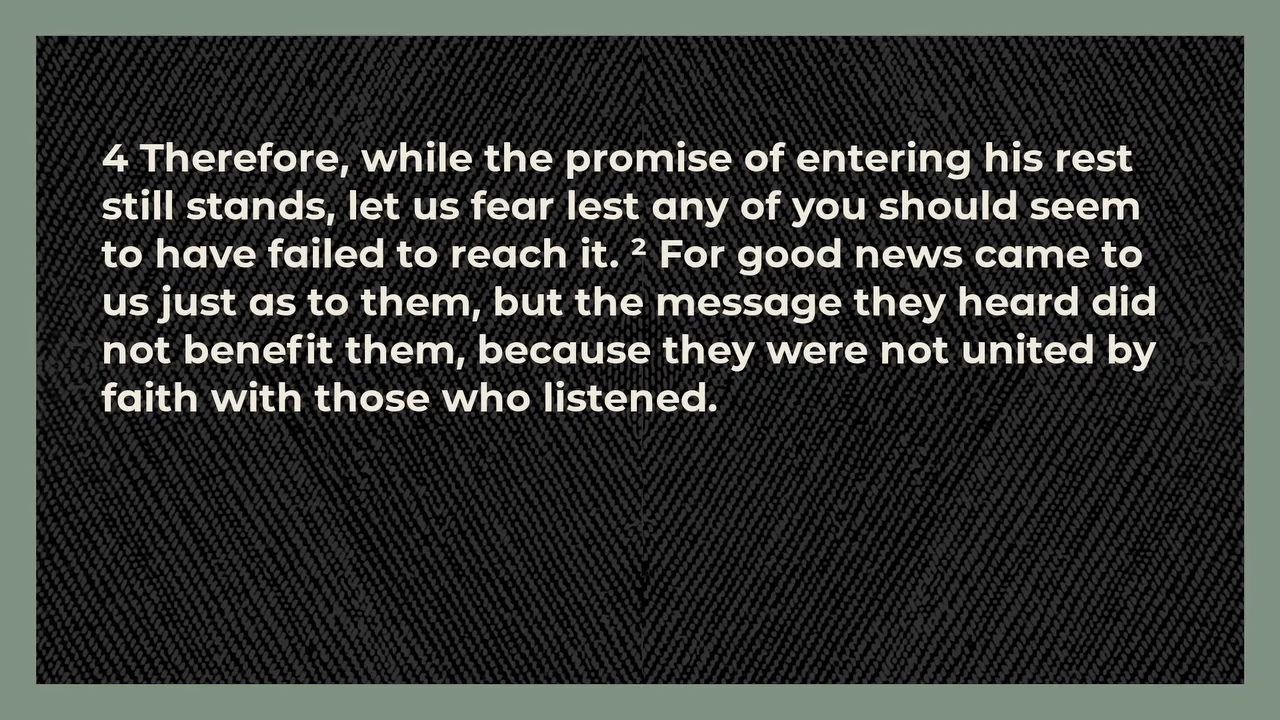 4 Therefore, while the promise of entering his rest
still stands, let us fear lest any of you should seem
to have failed to reach it. ² For good news came to
us just as to them, but the message they heard did
not benefit them, because they were not united by
faith with those who listened.